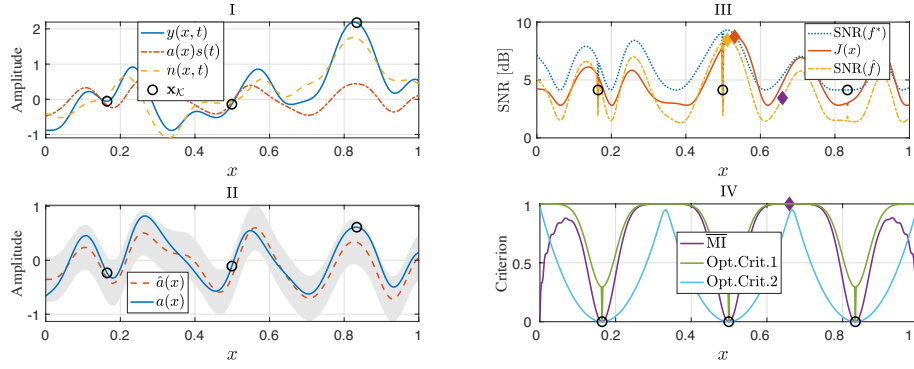 I
Amplitude
2
1
0
-1
y(x, t)
a(x)s(t)
n(x, t)
x_𝒦
0 0.2 0.4 0.6 0.8 1
x
III
SNR [dB]
10
5
0
SNR(f*)
J(x)
SNR(f̂)
0 0.2 0.4 0.6 0.8 1
x
II
Amplitude
1
0
-1
â(x)
a(x)
0 0.2 0.4 0.6 0.8 1
x
IV
Criterion
1
0.5
0
M̅I̅
Opt.Crit.1
Opt.Crit.2
0 0.2 0.4 0.6 0.8 1
x